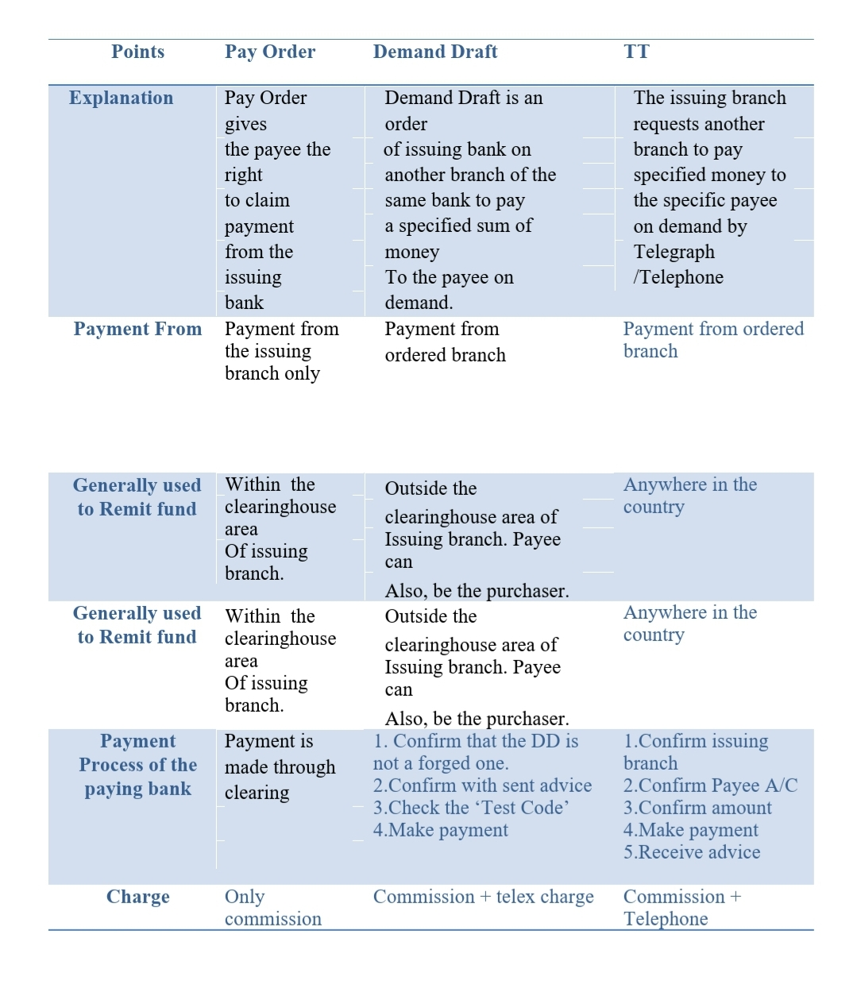 Points Pay Order Demand Draft TT
Explanation
Pay Order
gives
the payee the
right
to claim
payment
from the
issuing
bank
Demand Draft is an
order
of issuing bank on
another branch of the
same bank to pay
a specified sum of
money
To the payee on
demand.
The issuing branch
requests another
branch to pay
specified money to
the specific payee
on demand by
Telegraph
/Telephone
Payment From
Payment from
the issuing
branch only
Payment from
ordered branch
Payment from ordered
branch
Generally used
to Remit fund
Within the
clearinghouse
area
Of issuing
branch.
Outside the
clearinghouse area of
Issuing branch. Payee
can
Also, be the purchaser.
Anywhere in the
country
Generally used
to Remit fund
Within the
clearinghouse
area
Of issuing
branch.
Outside the
clearinghouse area of
Issuing branch. Payee
can
Also, be the purchaser.
Anywhere in the
country
Payment
Process of the
paying bank
Payment is
made through
clearing
1. Confirm that the DD is
not a forged one.
2.Confirm with sent advice
3.Check the ‘Test Code’
4.Make payment
1.Confirm issuing
branch
2.Confirm Payee A/C
3.Confirm amount
4.Make payment
5.Receive advice
Charge
Only
commission
Commission + telex charge
Commission +
Telephone